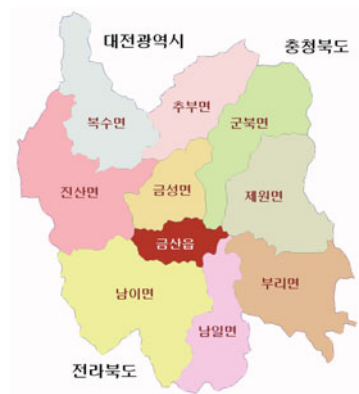 대전광역시
충청북도
추부면
복수면
군북면
진산면
금성면
제원면
금산읍
남이면
부리면
남일면
전라북도